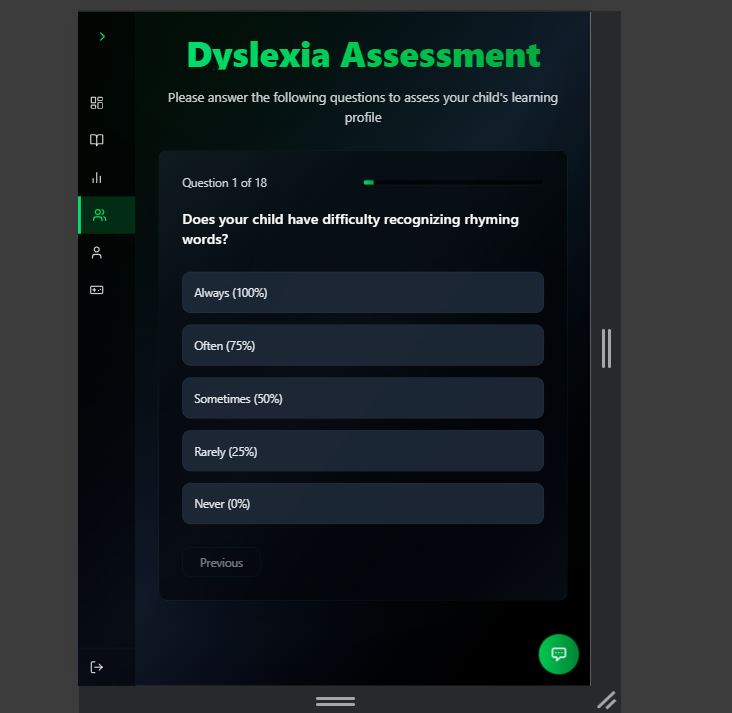 Dyslexia Assessment
Please answer the following questions to assess your child's learning
profile
Question 1 of 18
Does your child have difficulty recognizing rhyming
words?
Always (100%)
Often (75%)
Sometimes (50%)
Rarely (25%)
Never (0%)
Previous